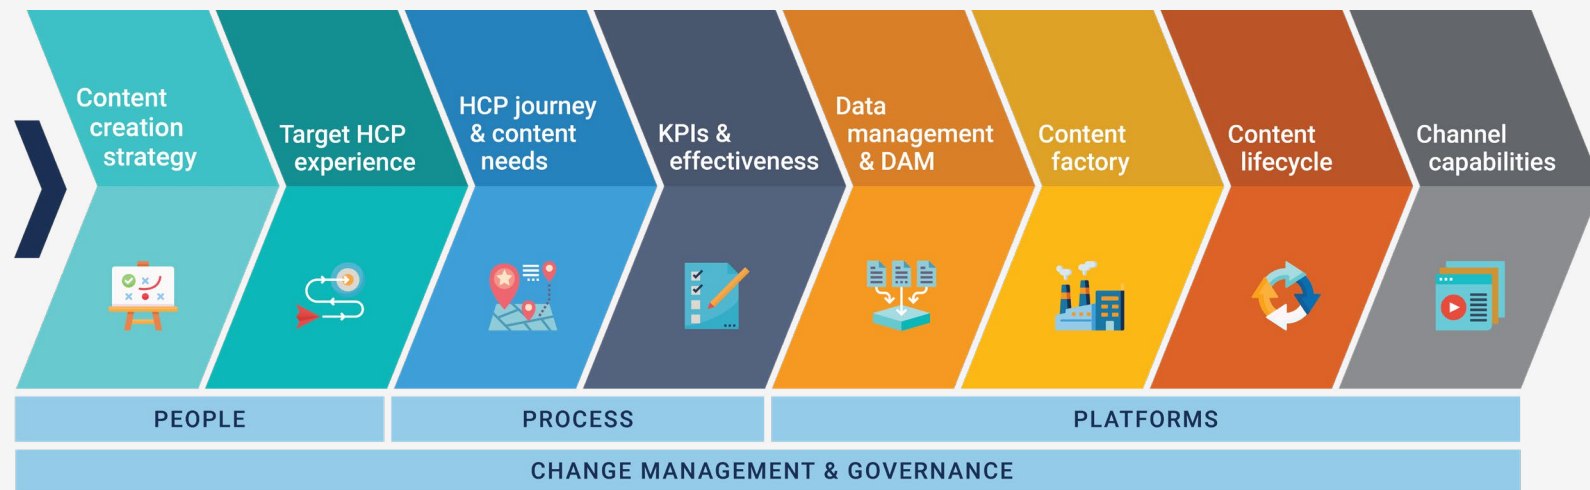 Content
creation
strategy
Target HCP
experience
HCP journey
& content
needs
KPIs &
effectiveness
Data
management
& DAM
Content
factory
Content
lifecycle
Channel
capabilities
PEOPLE
PROCESS
PLATFORMS
CHANGE MANAGEMENT & GOVERNANCE